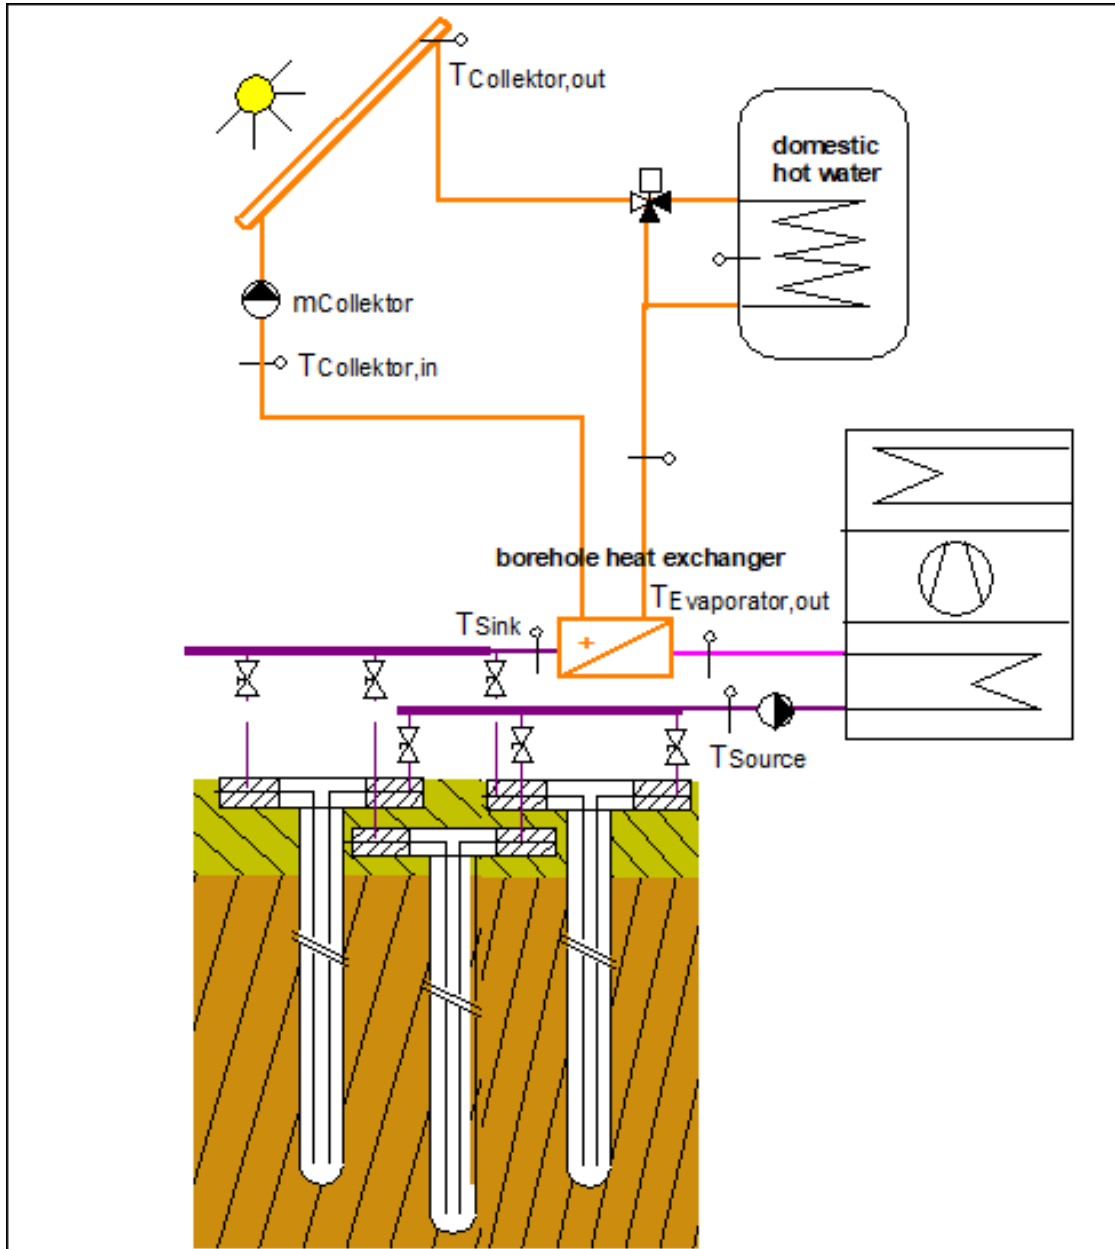 TCollektor,out
domestic
hot water
mCollektor
TCollektor,in
borehole heat exchanger
TEvaporator,out
TSink
+
TSource